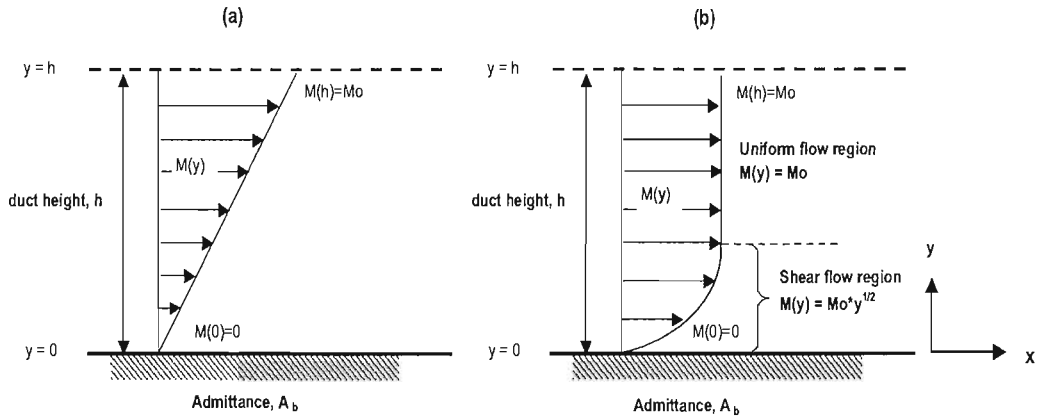 (a)
y = h
M(h)=Mo
M(y)
duct height, h
M(0)=0
y = 0
Admittance, A b
(b)
y = h
M(h)=Mo
Uniform flow region
M(y) = Mo
M(y)
duct height, h
Shear flow region
M(y) = Mo*y1/2
M(0)=0
y = 0
Admittance, A b
y
x